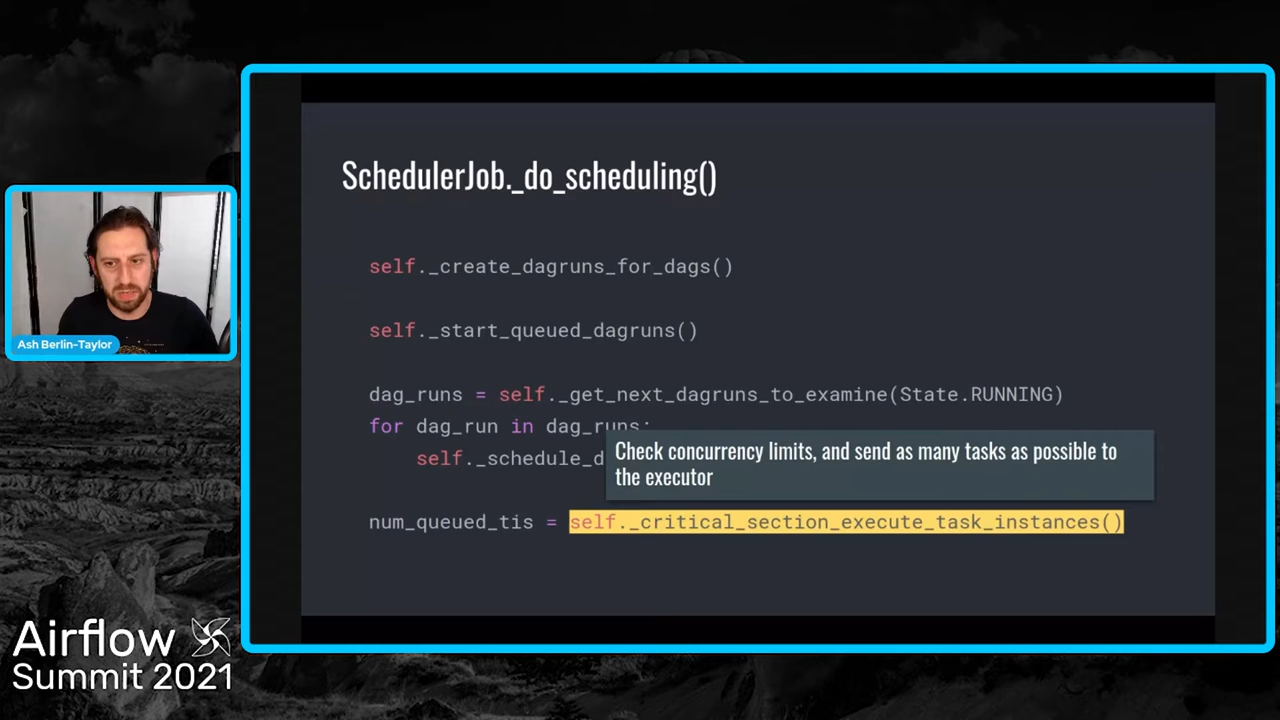 SchedulerJob._do_scheduling()
self._create_dagruns_for_dags()
self._start_queued_dagruns()
dag_runs = self._get_next_dagruns_to_examine(State.RUNNING)
for dag_run in dag_runs:
self._schedule_d
Check concurrency limits, and send as many tasks as possible to
the executor
num_queued_tis = self._critical_section_execute_task_instances()
Ash Berlin-Taylor
Airflow
Summit 2021